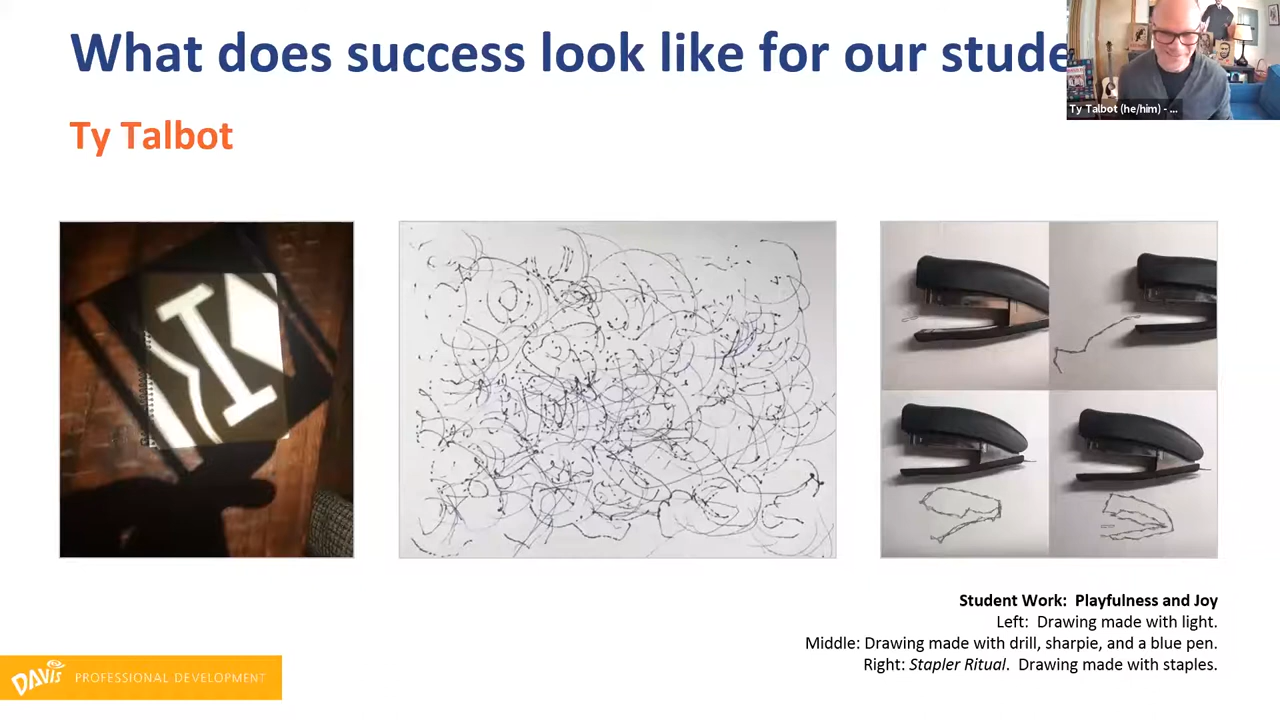 What does success look like for our stude
Ty Talbot (he/him) - ...
Ty Talbot
Student Work: Playfulness and Joy
Left: Drawing made with light.
Middle: Drawing made with drill, sharpie, and a blue pen.
Right: Stapler Ritual. Drawing made with staples.
DAVIS PROFESSIONAL DEVELOPMENT